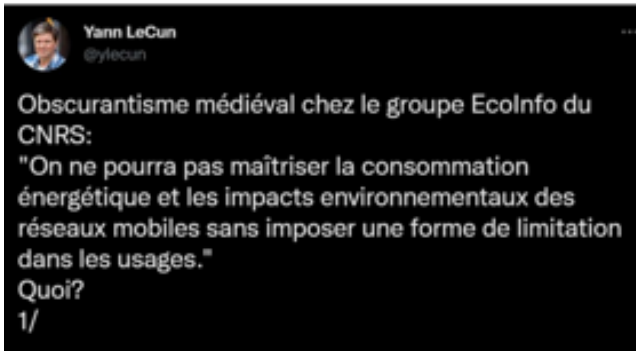 Yann LeCun
@ylecun
Obscurantisme médiéval chez le groupe EcoInfo du
CNRS:
"On ne pourra pas maîtriser la consommation
énergétique et les impacts environnementaux des
réseaux mobiles sans imposer une forme de limitation
dans les usages."
Quoi?
1/